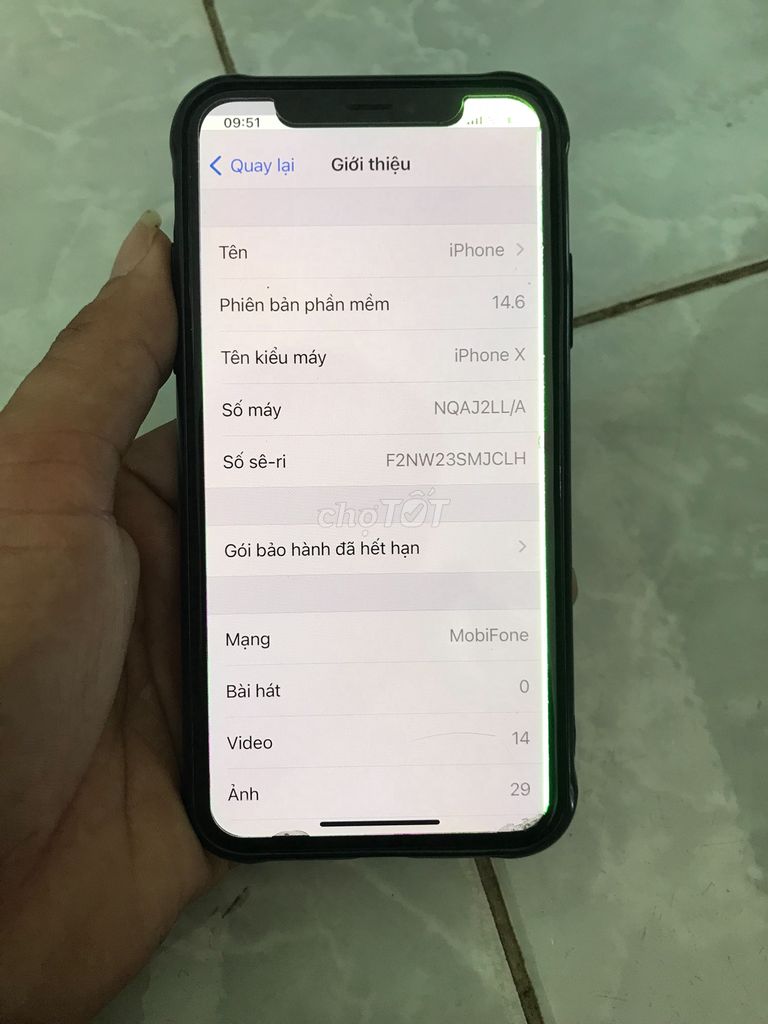 09:51
Quay lại Giới thiệu
Tên iPhone
Phiên bản phần mềm 14.6
Tên kiểu máy iPhone X
Số máy NQAJ2LL/A
Số sê-ri F2NW23SMJCLH
chợTỐT
Gói bảo hành đã hết hạn
Mạng MobiFone
Bài hát 0
Video 14
Ảnh 29